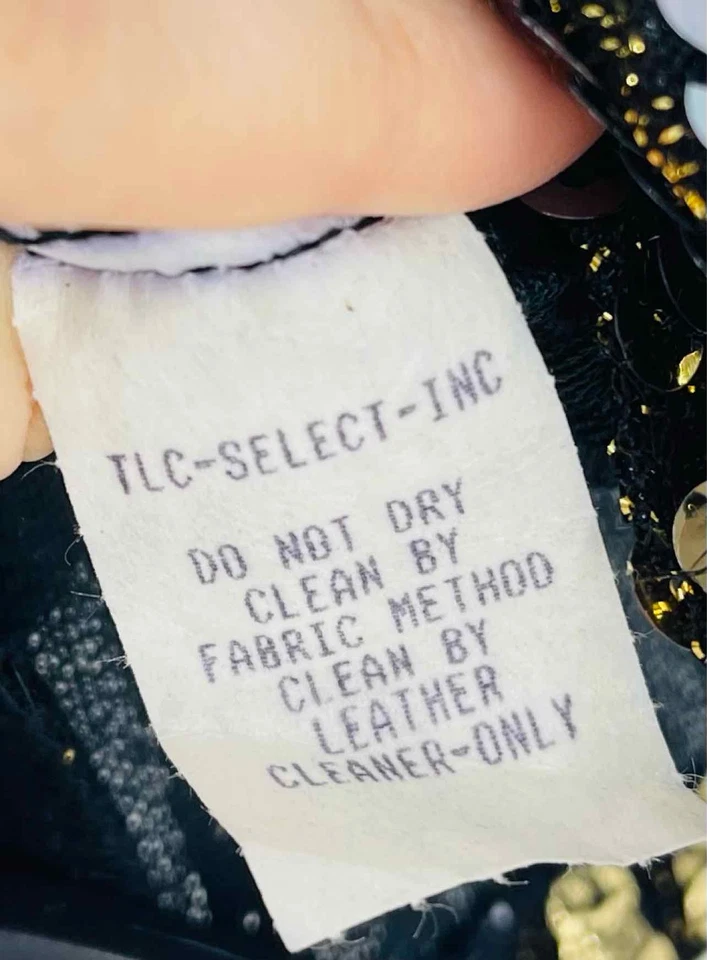 TLC-SELECT-INC
DO NOT DRY
CLEAN BY
FABRIC METHOD
CLEAN BY
LEATHER
CLEANER-ONLY